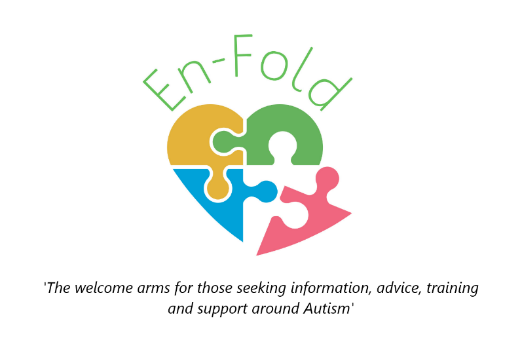 En-Fold
'The welcome arms for those seeking information, advice, training
and support around Autism'